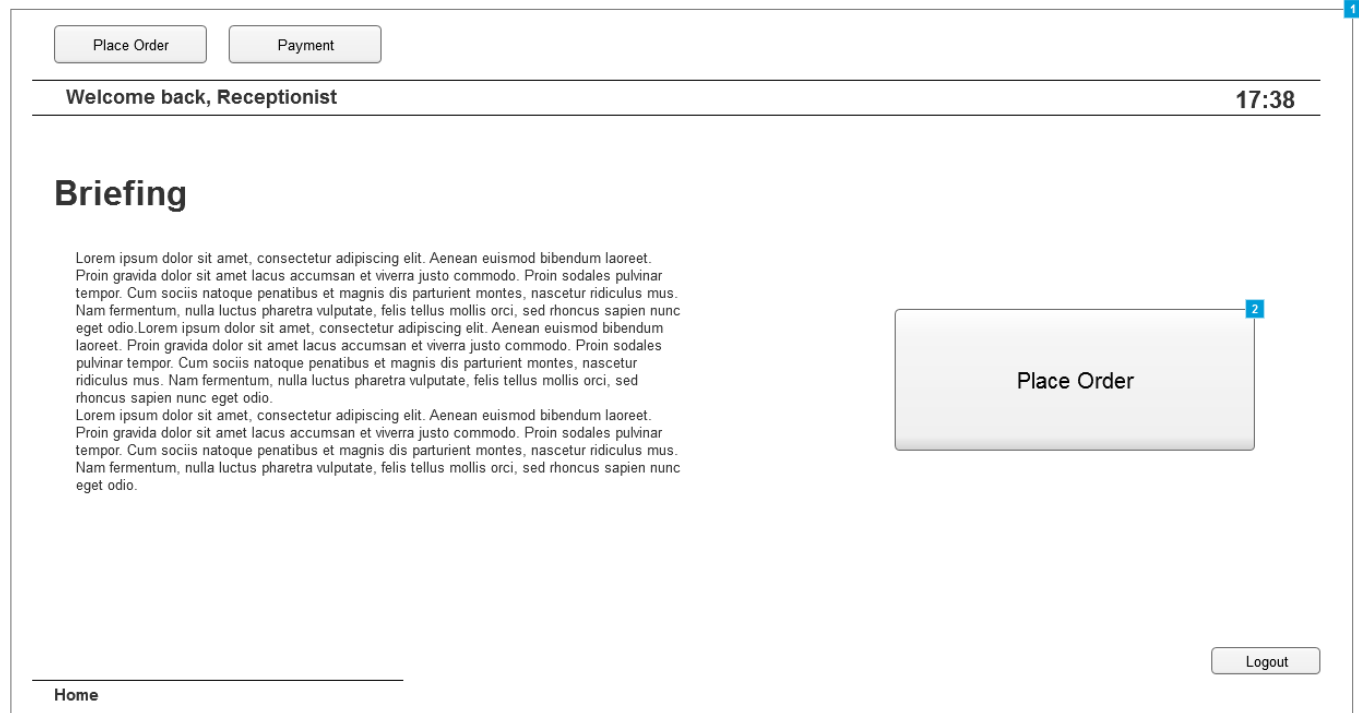 1
Place Order
Payment
Welcome back, Receptionist
17:38
Briefing
Lorem ipsum dolor sit amet, consectetur adipiscing elit. Aenean euismod bibendum laoreet.
Proin gravida dolor sit amet lacus accumsan et viverra justo commodo. Proin sodales pulvinar
tempor. Cum sociis natoque penatibus et magnis dis parturient montes, nascetur ridiculus mus.
Nam fermentum, nulla luctus pharetra vulputate, felis tellus mollis orci, sed rhoncus sapien nunc
eget odio.Lorem ipsum dolor sit amet, consectetur adipiscing elit. Aenean euismod bibendum
laoreet. Proin gravida dolor sit amet lacus accumsan et viverra justo commodo. Proin sodales
pulvinar tempor. Cum sociis natoque penatibus et magnis dis parturient montes, nascetur
ridiculus mus. Nam fermentum, nulla luctus pharetra vulputate, felis tellus mollis orci, sed
rhoncus sapien nunc eget odio.
Lorem ipsum dolor sit amet, consectetur adipiscing elit. Aenean euismod bibendum laoreet.
Proin gravida dolor sit amet lacus accumsan et viverra justo commodo. Proin sodales pulvinar
tempor. Cum sociis natoque penatibus et magnis dis parturient montes, nascetur ridiculus mus.
Nam fermentum, nulla luctus pharetra vulputate, felis tellus mollis orci, sed rhoncus sapien nunc
eget odio.
2
Place Order
Logout
Home